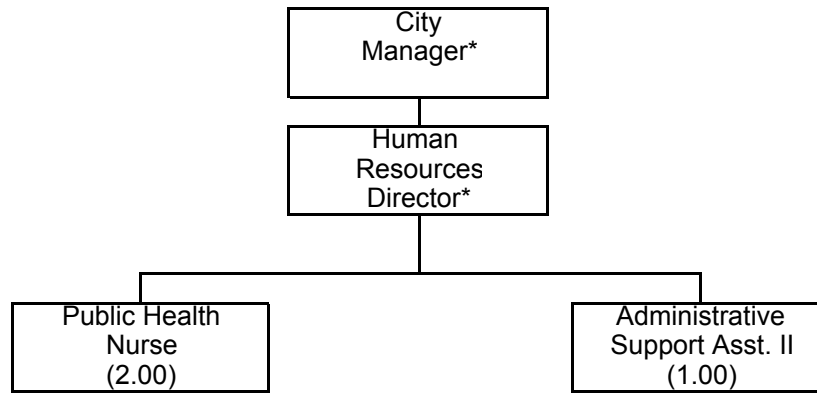 City
Manager*
Human
Resources
Director*
Public Health
Nurse
(2.00)
Administrative
Support Asst. II
(1.00)